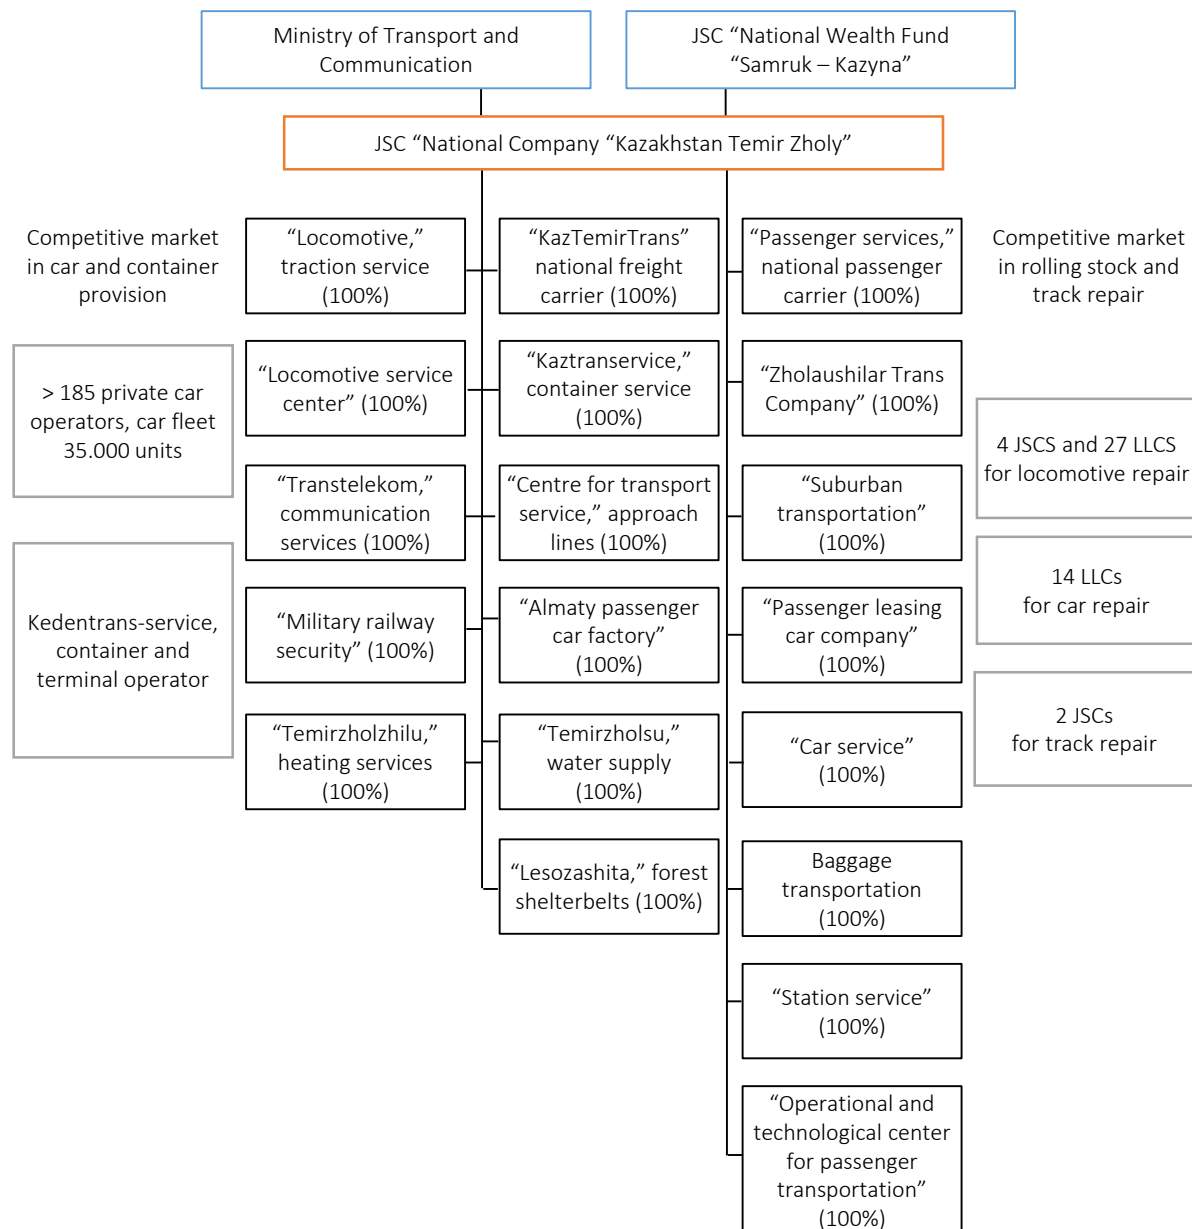 Ministry of Transport and
Communication
JSC “National Wealth Fund
“Samruk – Kazyna”
JSC “National Company “Kazakhstan Temir Zholy”
Competitive market
in car and container
provision
> 185 private car
operators, car fleet
35.000 units
Kedentrans-service,
container and
terminal operator
“Locomotive,”
traction service
(100%)
“Locomotive service
center” (100%)
“Transtelekom,”
communication
services (100%)
“Military railway
security” (100%)
“Temirzholzhilu,”
heating services
(100%)
“KazTemirTrans”
national freight
carrier (100%)
“Kaztranservice,”
container service
(100%)
“Centre for transport
service,” approach
lines (100%)
“Almaty passenger
car factory”
(100%)
“Temirzholsu,”
water supply
(100%)
“Lesozashita,” forest
shelterbelts (100%)
“Passenger services,”
national passenger
carrier (100%)
“Zholaushilar Trans
Company” (100%)
“Suburban
transportation”
(100%)
“Passenger leasing
car company”
(100%)
“Car service”
(100%)
Baggage
transportation
(100%)
“Station service”
(100%)
“Operational and
technological center
for passenger
transportation”
(100%)
Competitive market
in rolling stock and
track repair
4 JSCS and 27 LLCS
for locomotive repair
14 LLCs
for car repair
2 JSCs
for track repair